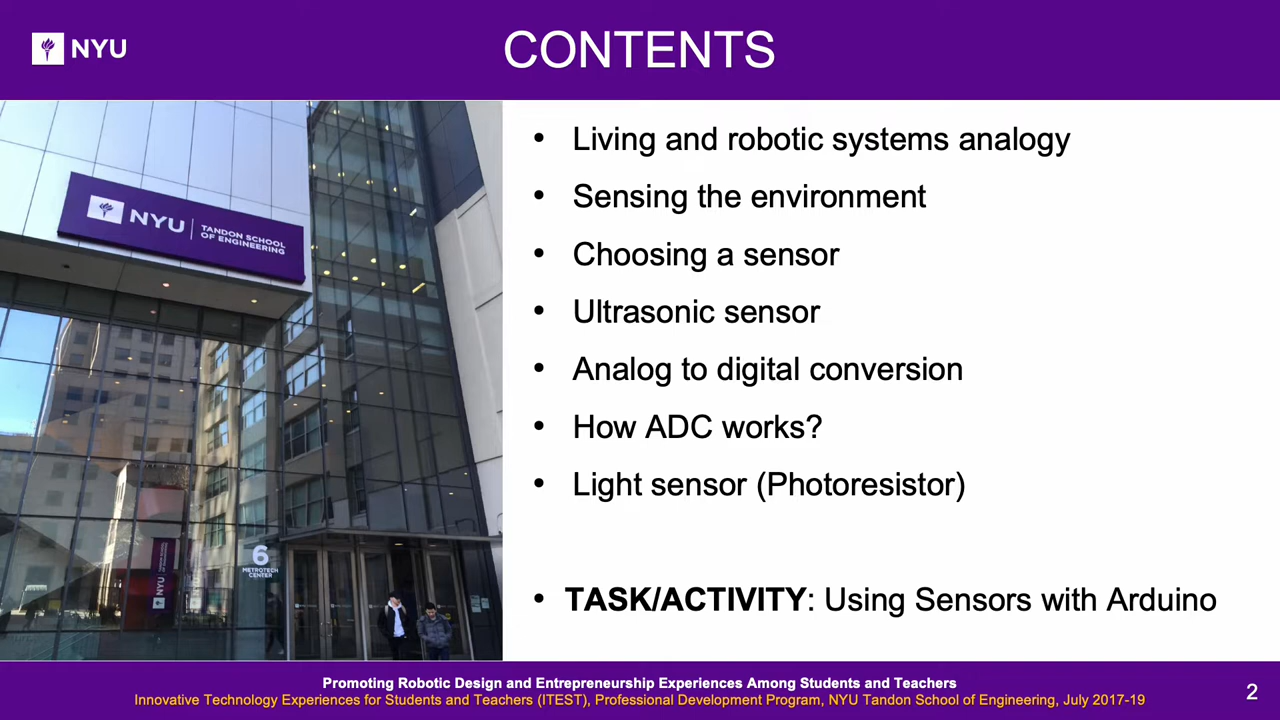 NYU
CONTENTS
NYU TANDON SCHOOL
OF ENGINEERING
6
METROTECH
CENTER
NYU
• Living and robotic systems analogy
• Sensing the environment
• Choosing a sensor
• Ultrasonic sensor
• Analog to digital conversion
• How ADC works?
• Light sensor (Photoresistor)
• TASK/ACTIVITY: Using Sensors with Arduino
Promoting Robotic Design and Entrepreneurship Experiences Among Students and Teachers
Innovative Technology Experiences for Students and Teachers (ITEST), Professional Development Program, NYU Tandon School of Engineering, July 2017-19
2